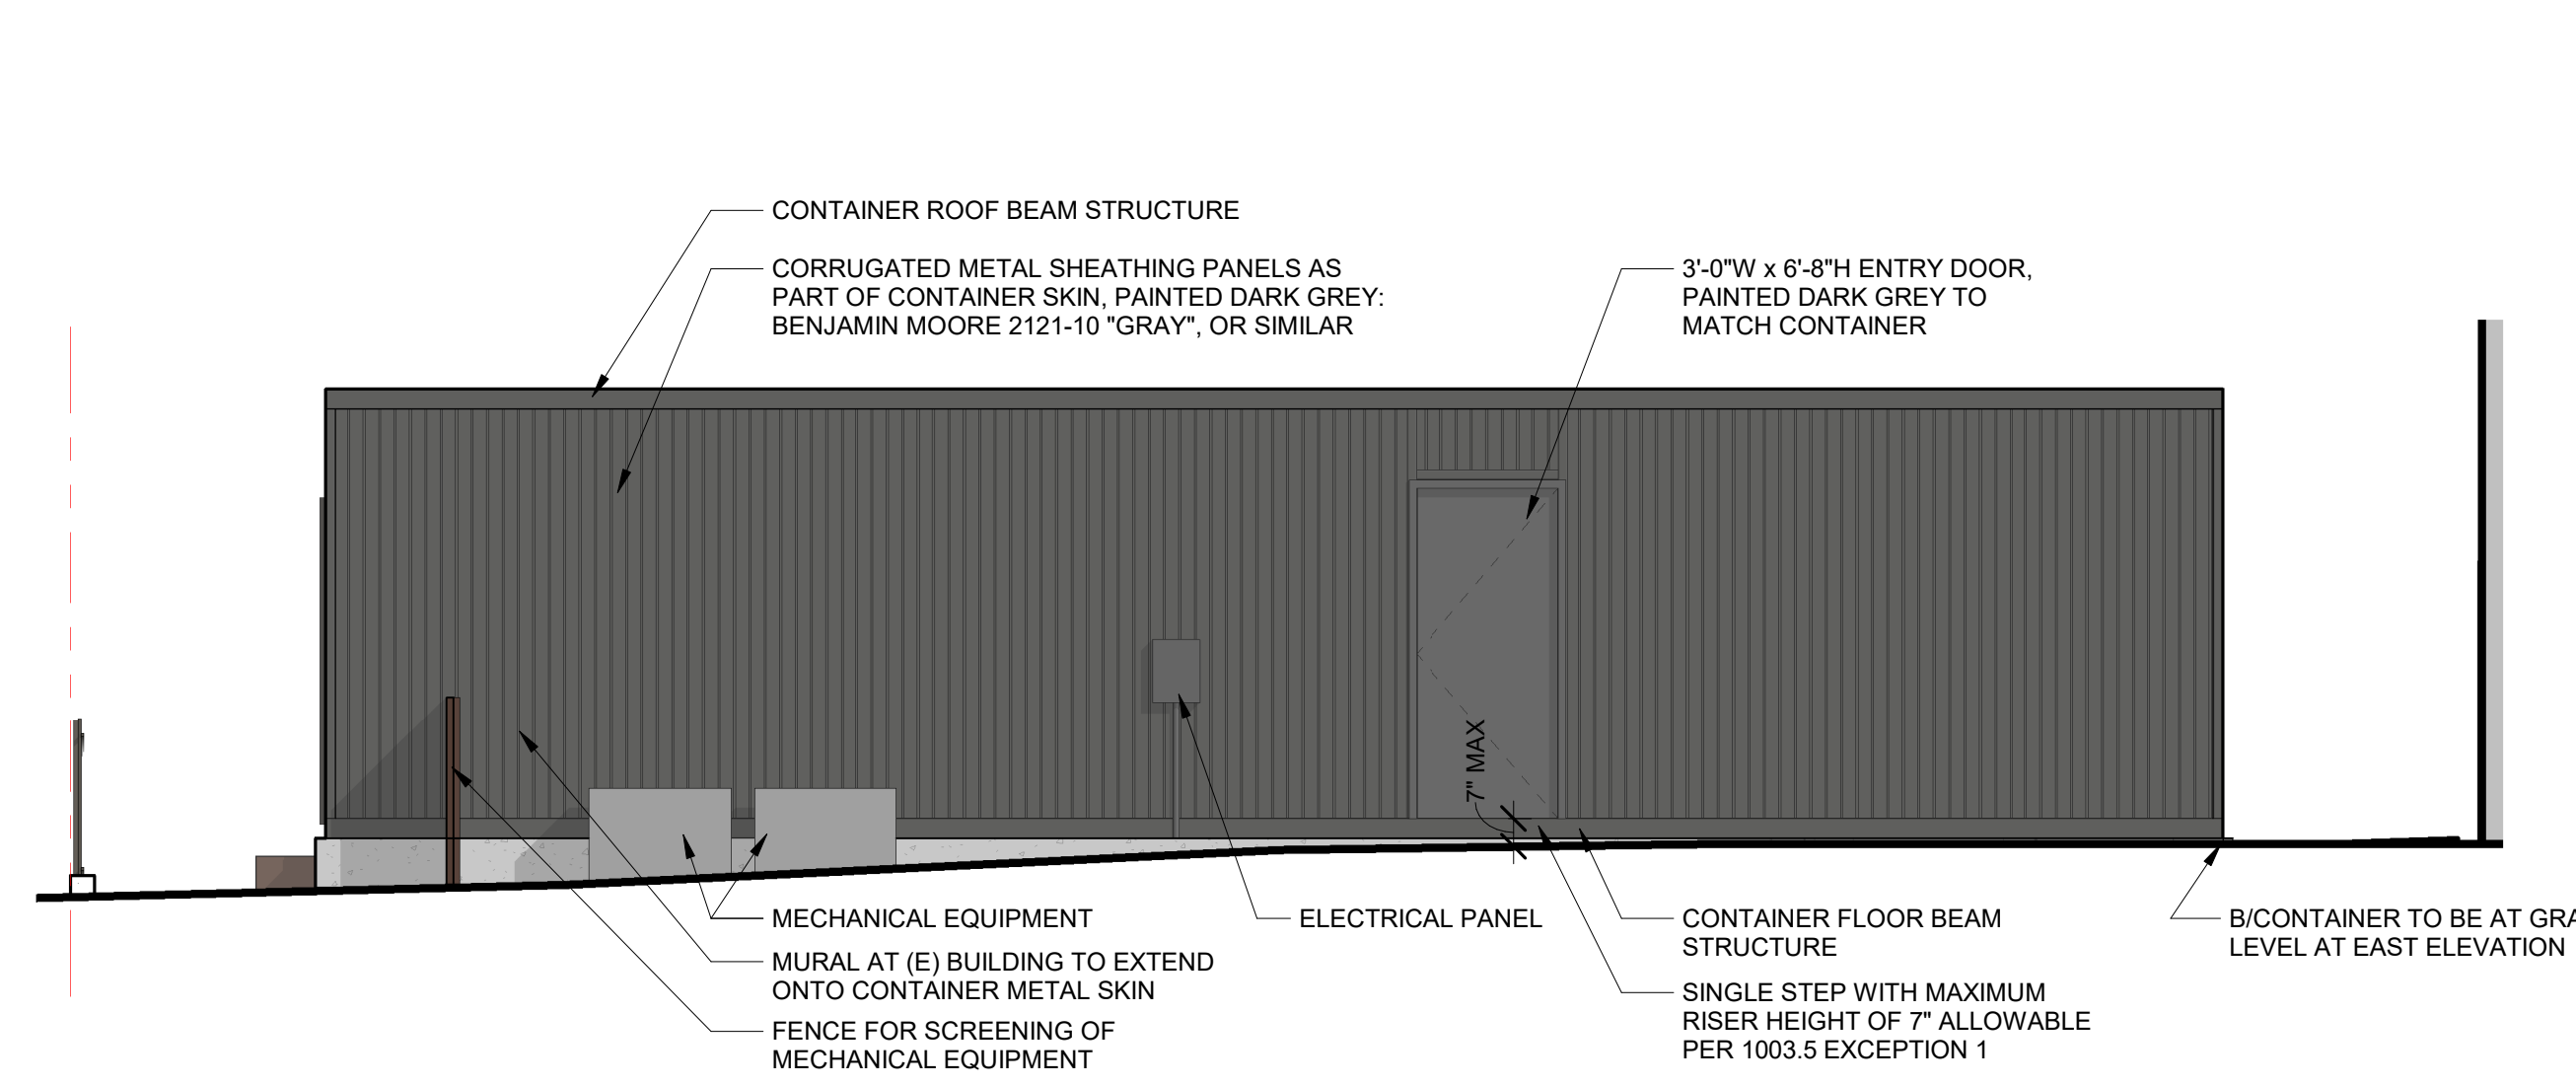 CONTAINER ROOF BEAM STRUCTURE
CORRUGATED METAL SHEATHING PANELS AS
PART OF CONTAINER SKIN, PAINTED DARK GREY:
BENJAMIN MOORE 2121-10 "GRAY", OR SIMILAR
3'-0"W x 6'-8"H ENTRY DOOR,
PAINTED DARK GREY TO
MATCH CONTAINER
7" MAX
MECHANICAL EQUIPMENT
MURAL AT (E) BUILDING TO EXTEND
ONTO CONTAINER METAL SKIN
FENCE FOR SCREENING OF
MECHANICAL EQUIPMENT
ELECTRICAL PANEL
CONTAINER FLOOR BEAM
STRUCTURE
SINGLE STEP WITH MAXIMUM
RISER HEIGHT OF 7" ALLOWABLE
PER 1003.5 EXCEPTION 1
B/CONTAINER TO BE AT
LEVEL AT EAST ELEVATION